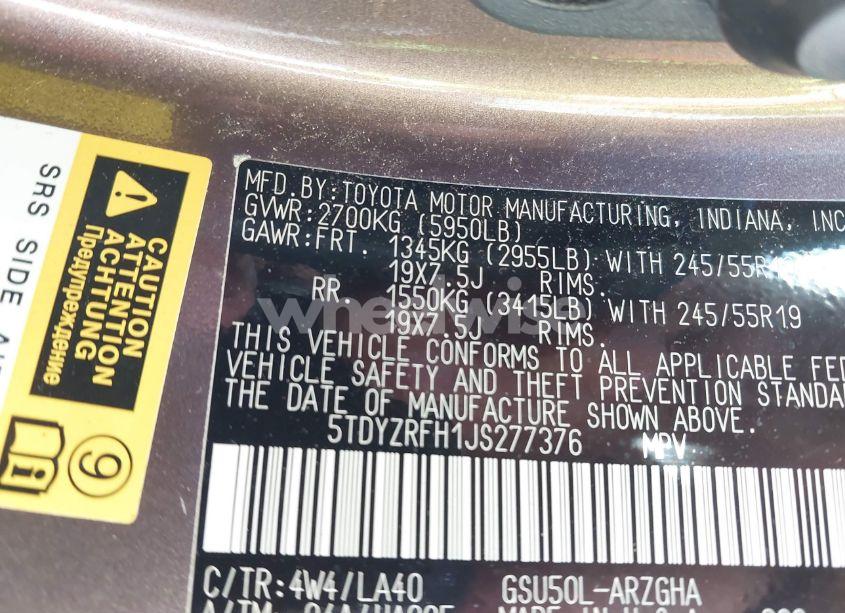 SRS SIDE
CAUTION
ATTENTION
ACHTUNG
Предупреждение
9
i
MFD.BY:TOYOTA MOTOR MANUFACTURING, INDIANA, INC
GVWR:2700KG (5950LB)
GAWR:FRT. 1345KG (2955LB) WITH 245/55R19
19X7.5J RIMS.
RR. 1550KG (3415LB) WITH 245/55R19
19X7.5J RIMS.
THIS VEHICLE CONFORMS TO ALL APPLICABLE FED
VEHICLE SAFETY AND THEFT PREVENTION STANDA
THE DATE OF MANUFACTURE SHOWN ABOVE.
5TDYZRFH1JS277376 MPV
C/TR:4W4/LA40 GSU50L-ARZGHA
wheelwise